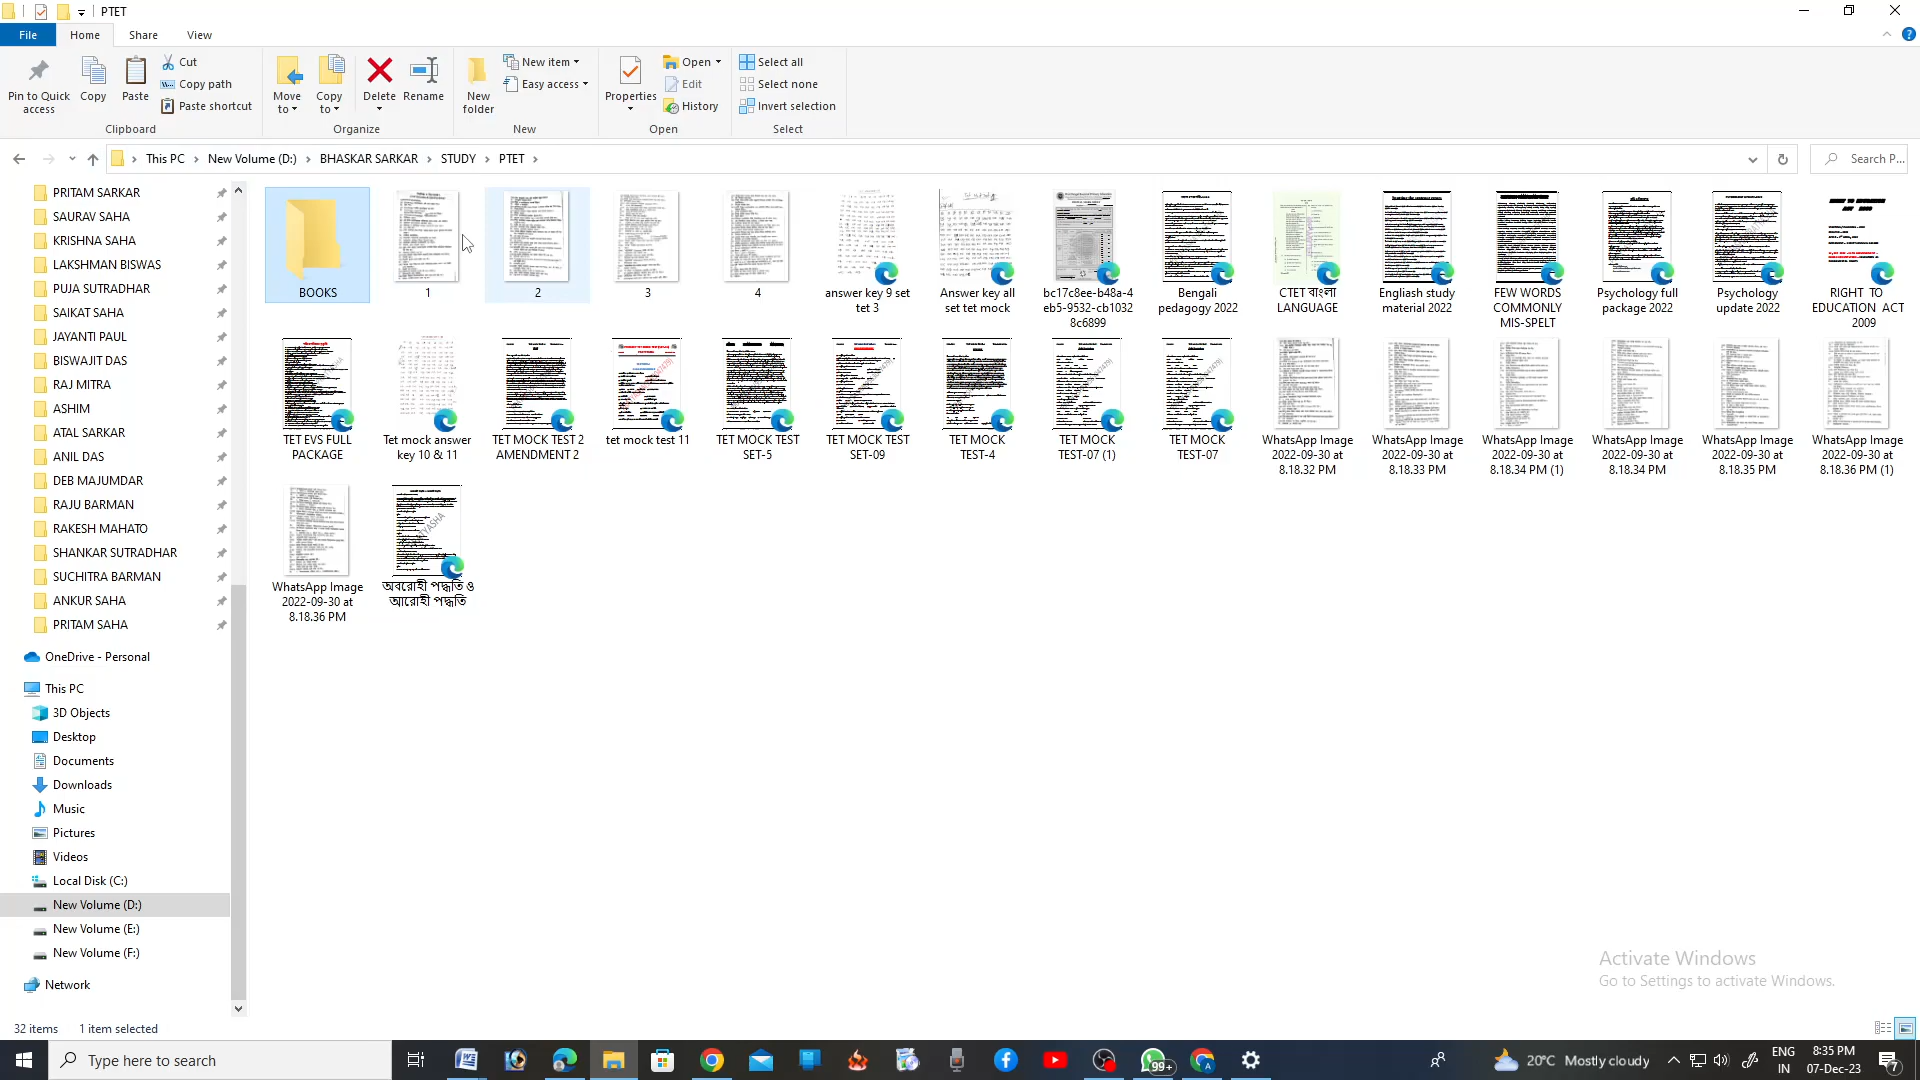 PTET
File
Home
Share
View
Pin to Quick
access
Copy
Paste
Cut
Copy path
Paste shortcut
Clipboard
Move
to
Copy
to
Delete
Rename
Organize
New
folder
New item
Easy access
New
Properties
Open
Edit
History
Open
Select all
Select none
Invert selection
Select
This PC
New Volume (D:)
BHASKAR SARKAR
STUDY
PTET
Search P...
PRITAM SARKAR
SAURAV SAHA
KRISHNA SAHA
LAKSHMAN BISWAS
PUJA SUTRADHAR
SAIKAT SAHA
JAYANTI PAUL
BISWAJIT DAS
RAJ MITRA
ASHIM
ATAL SARKAR
ANIL DAS
DEB MAJUMDAR
RAJU BARMAN
RAKESH MAHATO
SHANKAR SUTRADHAR
SUCHITRA BARMAN
ANKUR SAHA
PRITAM SAHA
OneDrive - Personal
This PC
3D Objects
Desktop
Documents
Downloads
Music
Pictures
Videos
Local Disk (C:)
New Volume (D:)
New Volume (E:)
New Volume (F:)
Network
BOOKS
1
2
3
4
answer key 9 set
tet 3
Answer key all
set tet mock
bc17c8ee-b48a-4
eb5-9532-cb1032
8c6899
Bengali
pedagogy 2022
CTET বাংলা
LANGUAGE
Engliash study
material 2022
FEW WORDS
COMMONLY
MIS-SPELT
Psychology full
package 2022
Psychology
update 2022
RIGHT TO
EDUCATION ACT
2009
TET EVS FULL
PACKAGE
Tet mock answer
key 10 & 11
TET MOCK TEST 2
AMENDMENT 2
tet mock test 11
TET MOCK TEST
SET-5
TET MOCK TEST
SET-09
TET MOCK
TEST-4
TET MOCK
TEST-07 (1)
TET MOCK
TEST-07
WhatsApp Image
2022-09-30 at
8.18.32 PM
WhatsApp Image
2022-09-30 at
8.18.33 PM
WhatsApp Image
2022-09-30 at
8.18.34 PM (1)
WhatsApp Image
2022-09-30 at
8.18.34 PM
WhatsApp Image
2022-09-30 at
8.18.35 PM
WhatsApp Image
2022-09-30 at
8.18.36 PM (1)
WhatsApp Image
2022-09-30 at
8.18.36 PM
অবরোহী পদ্ধতি ও
আরোহী পদ্ধতি
Activate Windows
Go to Settings to activate Windows.
32 items
1 item selected
Type here to search
99+
20°C Mostly cloudy
ENG
IN
8:35 PM
07-Dec-23
7